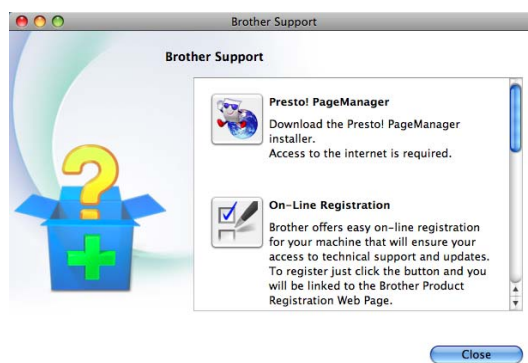 Brother Support
Brother Support
Presto! PageManager
Download the Presto! PageManager
installer.
Access to the internet is required.
On-Line Registration
Brother offers easy on-line registration
for your machine that will ensure your
access to technical support and updates.
To register just click the button and you
will be linked to the Brother Product
Registration Web Page.
Close